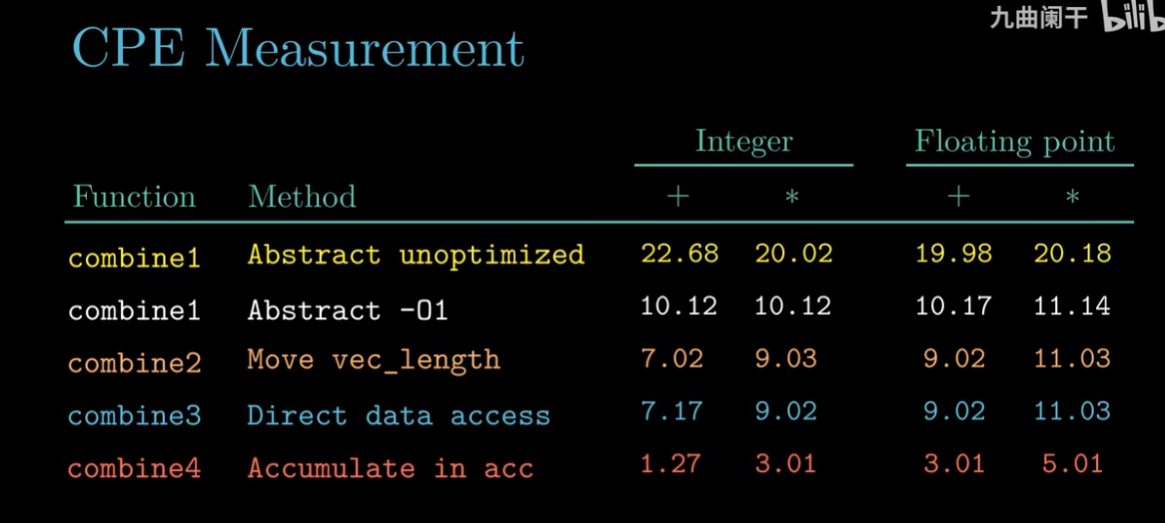 九曲阑干 bilib
CPE Measurement
Integer Floating point
Function Method + * + *
combine1 Abstract unoptimized 22.68 20.02 19.98 20.18
combine1 Abstract -O1 10.12 10.12 10.17 11.14
combine2 Move vec_length 7.02 9.03 9.02 11.03
combine3 Direct data access 7.17 9.02 9.02 11.03
combine4 Accumulate in acc 1.27 3.01 3.01 5.01